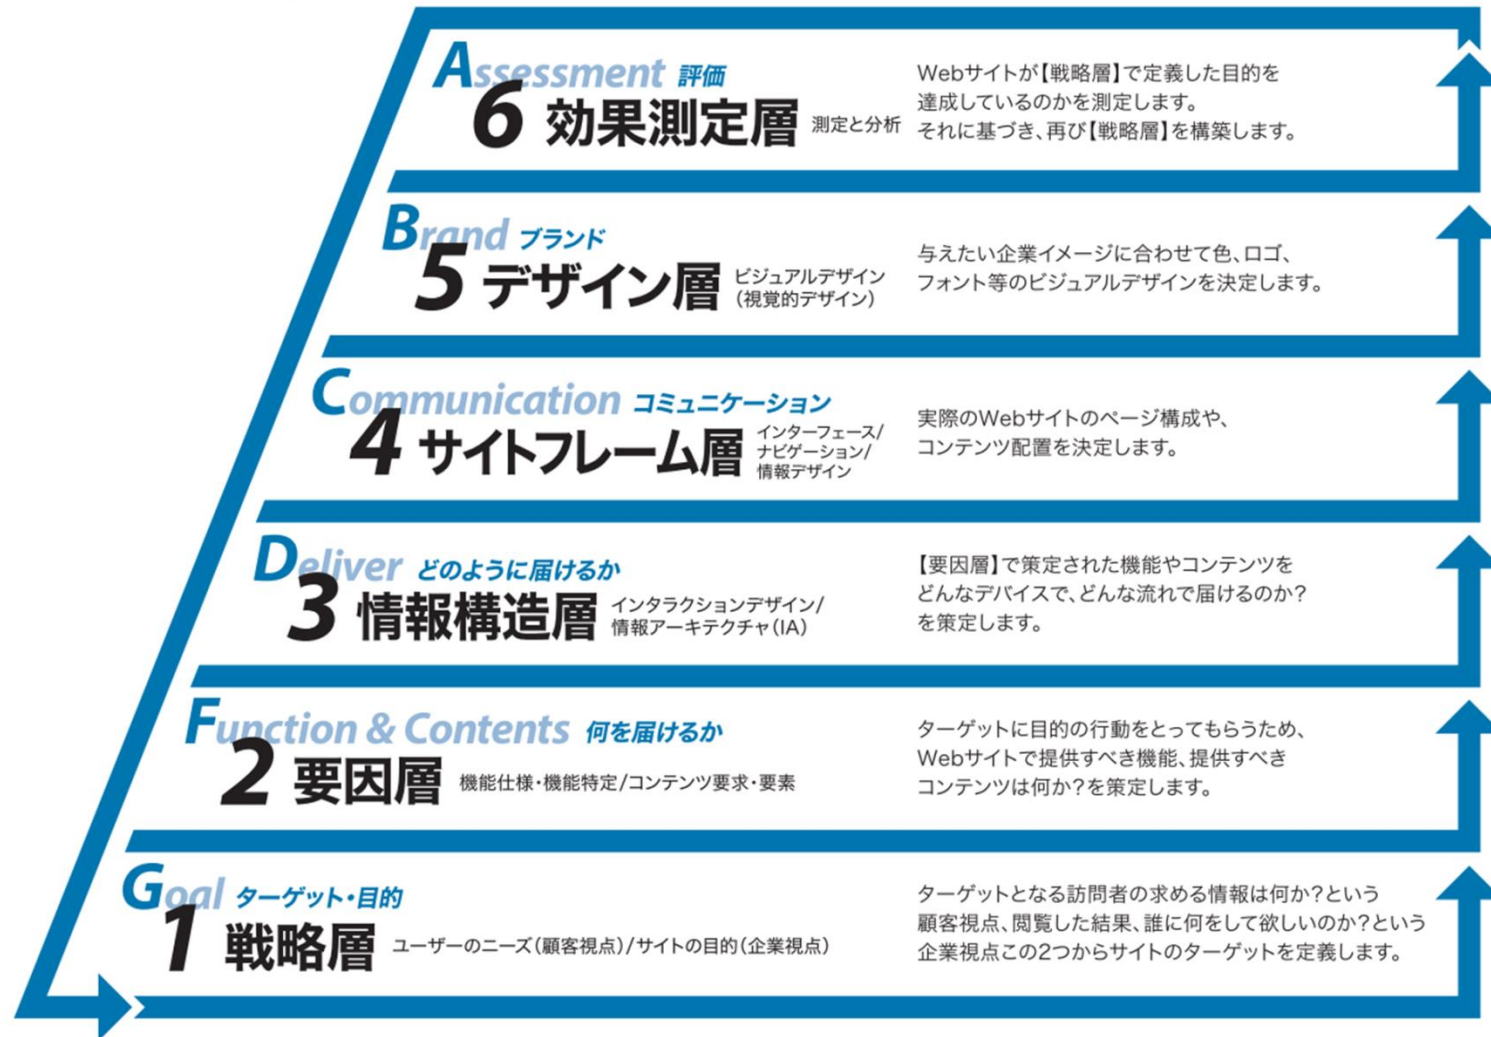 Assessment 評価
6 効果測定層 測定と分析
Webサイトが【戦略層】で定義した目的を
達成しているのかを測定します。
それに基づき、再び【戦略層】を構築します。
Brand ブランド
5 デザイン層 ビジュアルデザイン
(視覚的デザイン)
与えたい企業イメージに合わせて色、ロゴ、
フォント等のビジュアルデザインを決定します。
Communication コミュニケーション
4 サイトフレーム層 インターフェース/
ナビゲーション/
情報デザイン
実際のWebサイトのページ構成や、
コンテンツ配置を決定します。
Deliver どのように届けるか
3 情報構造層 インタラクションデザイン/
情報アーキテクチャ(IA)
【要因層】で策定された機能やコンテンツを
どんなデバイスで、どんな流れで届けるのか?
を策定します。
Function & Contents 何を届けるか
2 要因層 機能仕様・機能特定/コンテンツ要求・要素
ターゲットに目的の行動をとってもらうため、
Webサイトで提供すべき機能、提供すべき
コンテンツは何か?を策定します。
Goal ターゲット・目的
1 戦略層 ユーザーのニーズ(顧客視点)/サイトの目的(企業視点)
ターゲットとなる訪問者の求める情報は何か?という
顧客視点、閲覧した結果、誰に何をして欲しいのか?という
企業視点この2つからサイトのターゲットを定義します。